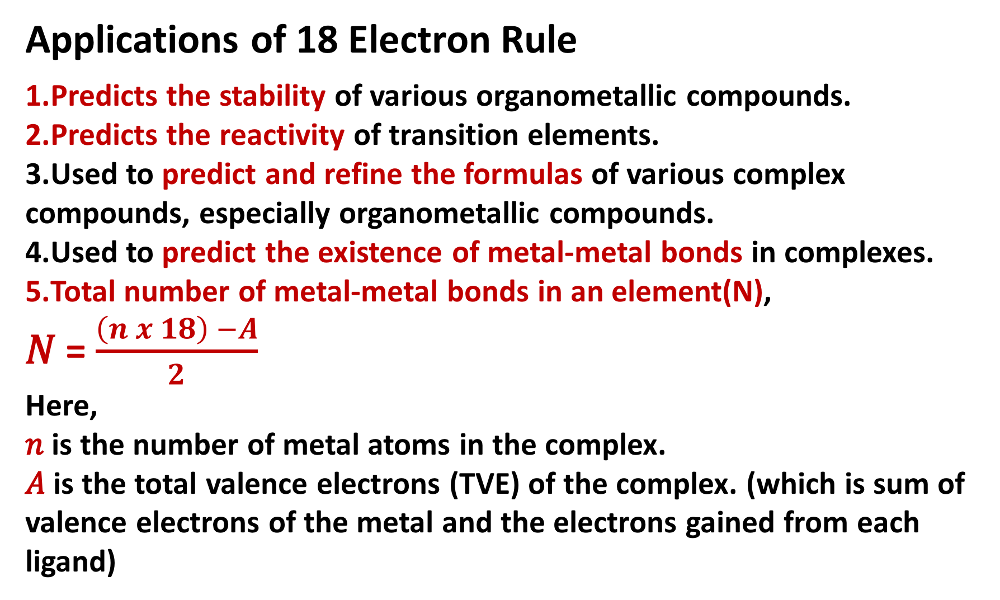 Applications of 18 Electron Rule
1.Predicts the stability of various organometallic compounds.
2.Predicts the reactivity of transition elements.
3.Used to predict and refine the formulas of various complex
compounds, especially organometallic compounds.
4.Used to predict the existence of metal-metal bonds in complexes.
5.Total number of metal-metal bonds in an element(N),
(n x 18) −A
N =
2
Here,
n is the number of metal atoms in the complex.
A is the total valence electrons (TVE) of the complex. (which is sum of
valence electrons of the metal and the electrons gained from each
ligand)